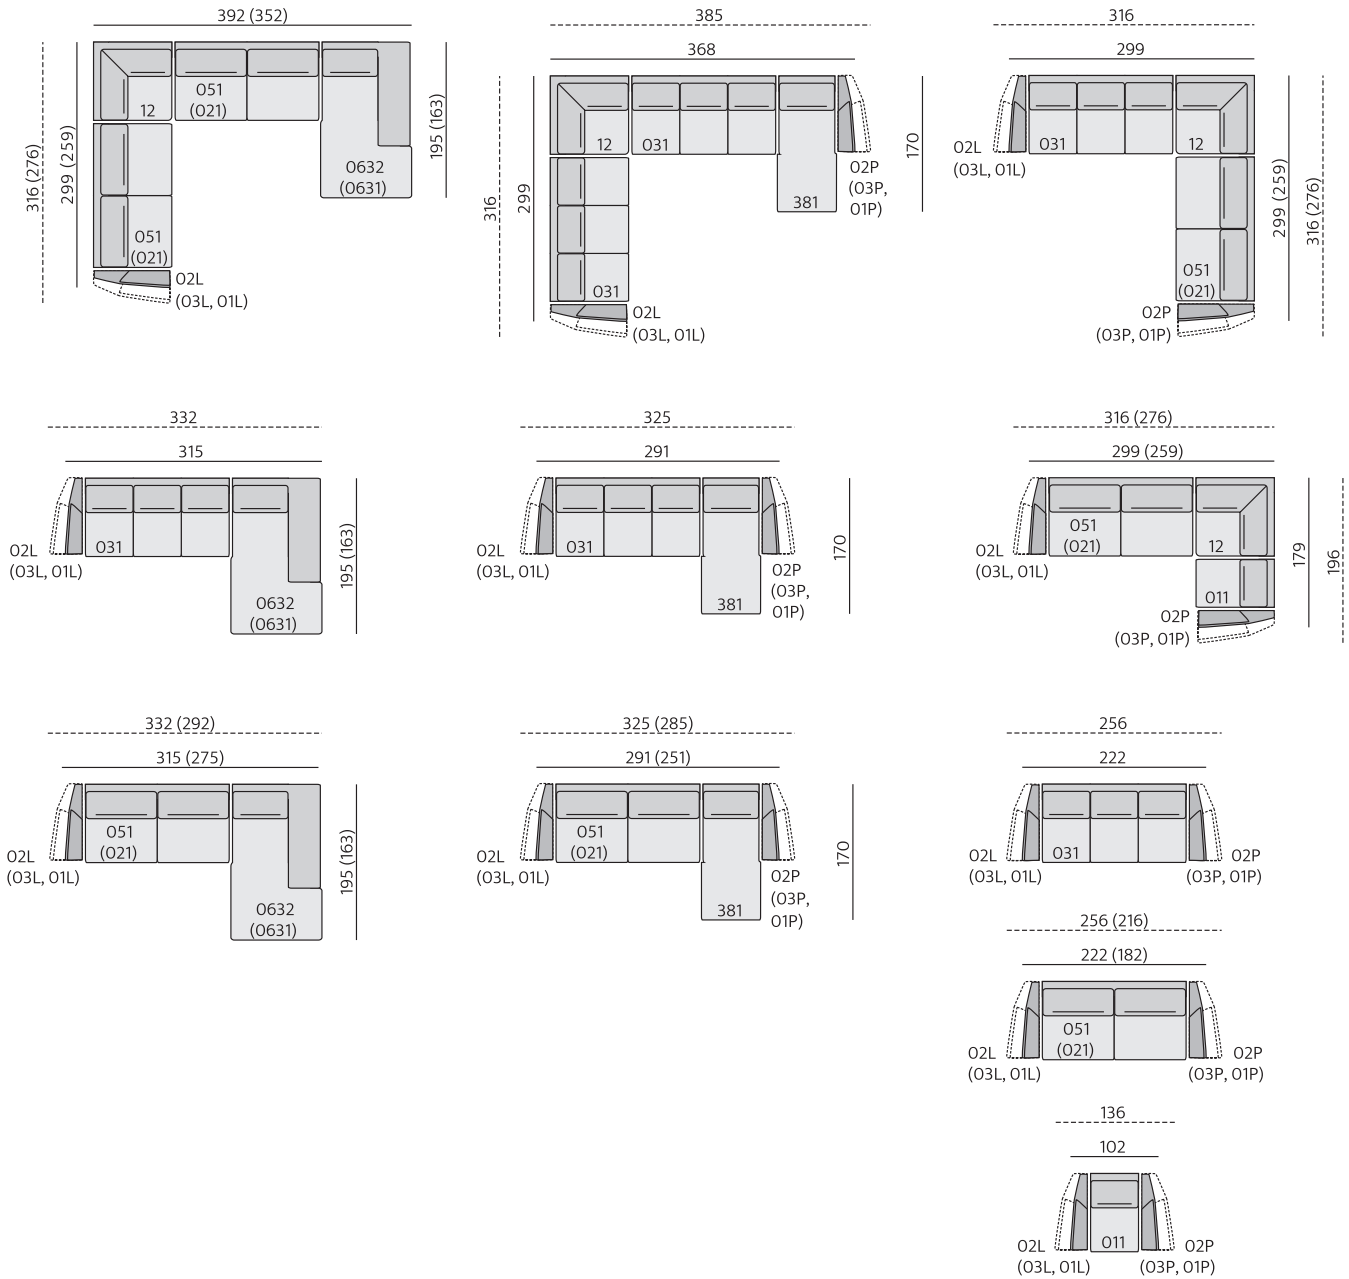 392 (352)
316 (276)
299 (259)
12
051
(021)
0632
(0631)
195 (163)
051
(021)
02L
(03L, 01L)
385
368
316
299
12
031
381
02P
(03P,
01P)
170
031
02L
(03L, 01L)
316
299
02L
(03L, 01L)
031
12
051
(021)
02P
(03P, 01P)
299 (259)
316 (276)
332
315
02L
(03L, 01L)
031
0632
(0631)
195 (163)
325
291
02L
(03L, 01L)
031
381
02P
(03P,
01P)
170
316 (276)
299 (259)
02L
(03L, 01L)
051
(021)
12
011
02P
(03P, 01P)
179
196
332 (292)
315 (275)
02L
(03L, 01L)
051
(021)
0632
(0631)
195 (163)
325 (285)
291 (251)
02L
(03L, 01L)
051
(021)
381
02P
(03P,
01P)
170
256
222
02L
(03L, 01L)
031
02P
(03P, 01P)
256 (216)
222 (182)
02L
(03L, 01L)
051
(021)
02P
(03P, 01P)
136
102
02L
(03L, 01L)
011
02P
(03P, 01P)